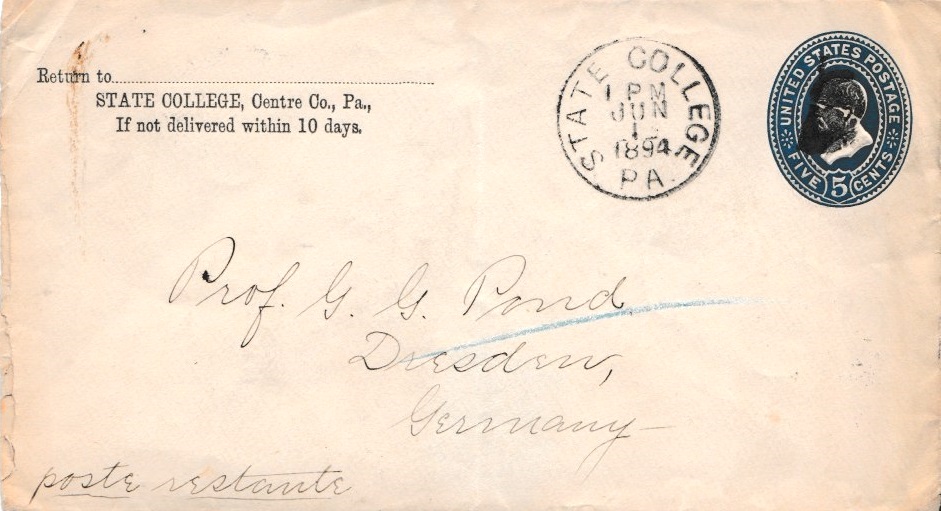 Return to
STATE COLLEGE, Centre Co., Pa.,
If not delivered within 10 days.
STATE COLLEGE
1 PM
JUN
1
1894
PA.
UNITED STATES POSTAGE
FIVE 5 CENTS
Prof. G. G. Pond,
Dresden,
Germany
poste restante